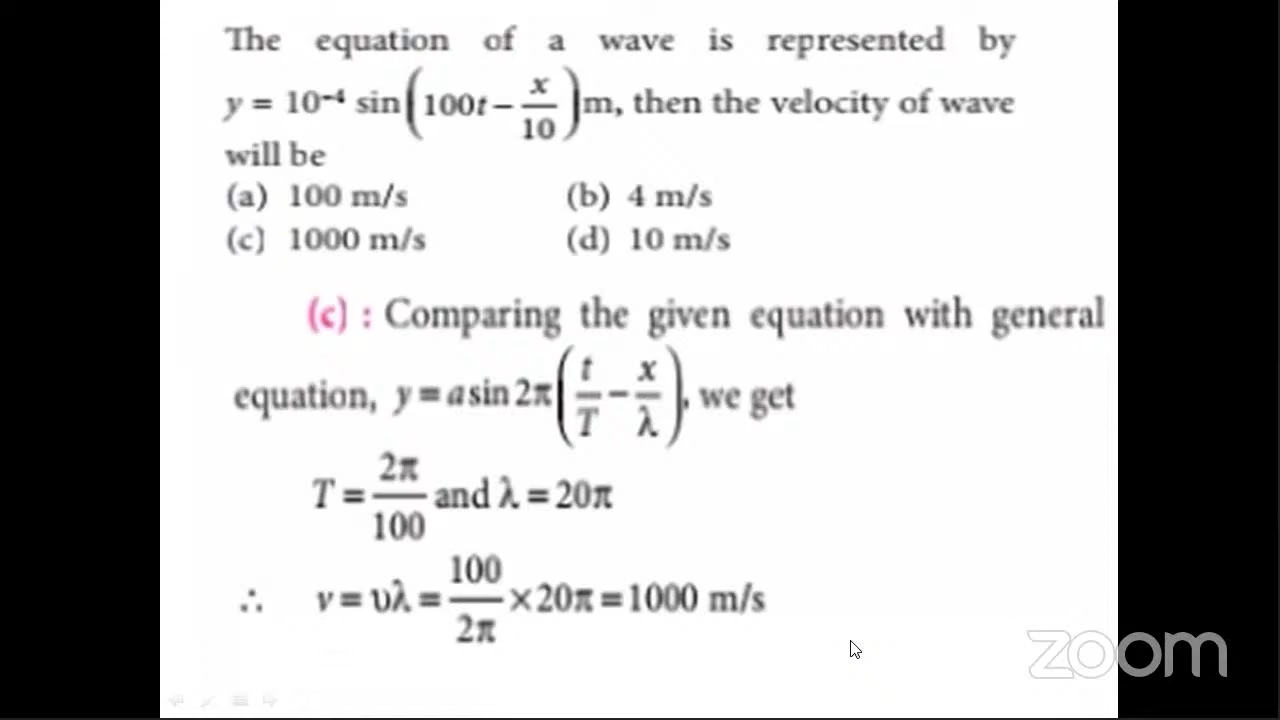 The equation of a wave is represented by
y = 10⁻⁴ sin(100t − x/10)m, then the velocity of wave
will be
(a) 100 m/s (b) 4 m/s
(c) 1000 m/s (d) 10 m/s
(c) : Comparing the given equation with general
equation, y = a sin 2π(t/T − x/λ), we get
T = 2π/100 and λ = 20π
∴ v = υλ = 100/2π × 20π = 1000 m/s
zoom